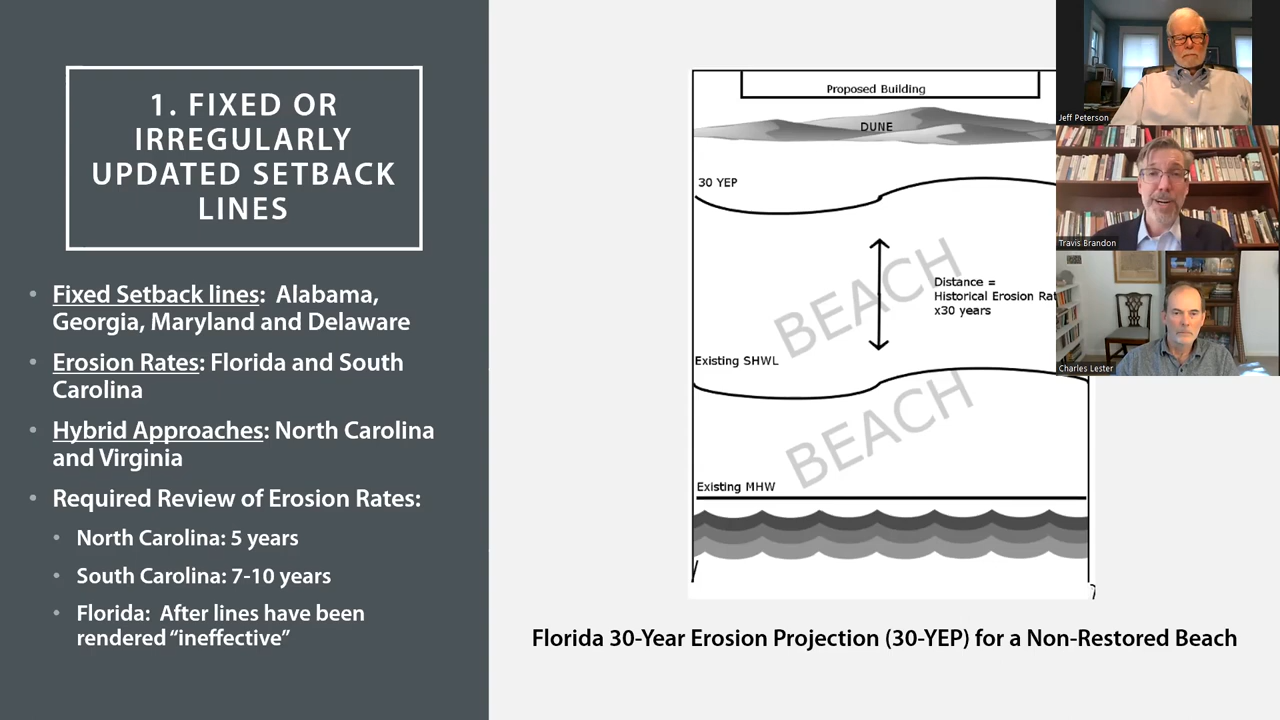 1. FIXED OR
IRREGULARLY
UPDATED SETBACK
LINES
• Fixed Setback lines: Alabama,
Georgia, Maryland and Delaware
• Erosion Rates: Florida and South
Carolina
• Hybrid Approaches: North Carolina
and Virginia
• Required Review of Erosion Rates:
• North Carolina: 5 years
• South Carolina: 7-10 years
• Florida: After lines have been
rendered “ineffective”
Proposed Building
DUNE
30 YEP
BEACH
Distance =
Historical Erosion Rat
x30 years
Existing SHWL
BEACH
Existing MHW
Florida 30-Year Erosion Projection (30-YEP) for a Non-Restored Beach
Jeff Peterson
Travis Brandon
Charles Lester